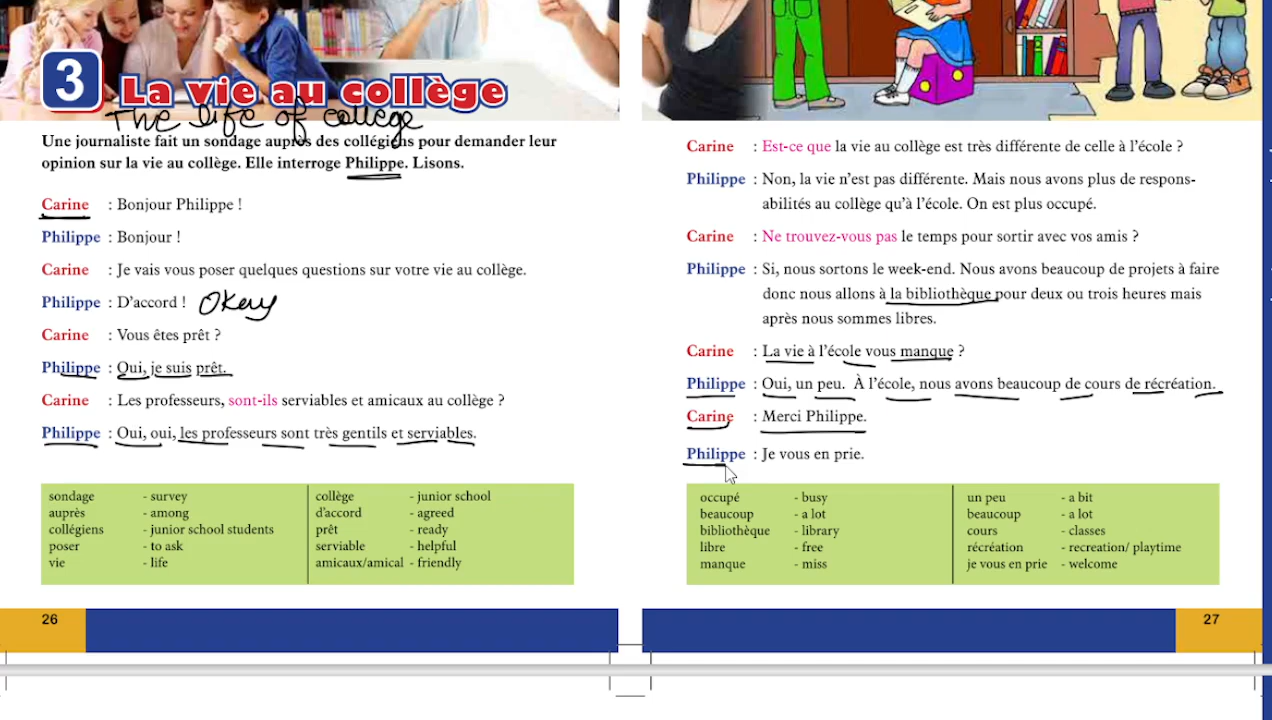 3
La vie au collège
The life of college
Une journaliste fait un sondage auprès des collégiens pour demander leur
opinion sur la vie au collège. Elle interroge Philippe. Lisons.
Carine : Bonjour Philippe !
Philippe : Bonjour !
Carine : Je vais vous poser quelques questions sur votre vie au collège.
Philippe : D'accord ! Okay
Carine : Vous êtes prêt ?
Philippe : Oui, je suis prêt.
Carine : Les professeurs, sont-ils serviables et amicaux au collège ?
Philippe : Oui, oui, les professeurs sont très gentils et serviables.
sondage - survey
auprès - among
collégiens - junior school students
poser - to ask
vie - life
collège - junior school
d'accord - agreed
prêt - ready
serviable - helpful
amicaux/amical - friendly
26
Carine : Est-ce que la vie au collège est très différente de celle à l'école ?
Philippe : Non, la vie n'est pas différente. Mais nous avons plus de respons-
abilités au collège qu'à l'école. On est plus occupé.
Carine : Ne trouvez-vous pas le temps pour sortir avec vos amis ?
Philippe : Si, nous sortons le week-end. Nous avons beaucoup de projets à faire
donc nous allons à la bibliothèque pour deux ou trois heures mais
après nous sommes libres.
Carine : La vie à l'école vous manque ?
Philippe : Oui, un peu. À l'école, nous avons beaucoup de cours de récréation.
Carine : Merci Philippe.
Philippe : Je vous en prie.
occupé - busy
beaucoup - a lot
bibliothèque - library
libre - free
manque - miss
un peu - a bit
beaucoup - a lot
cours - classes
récréation - recreation/ playtime
je vous en prie - welcome
27